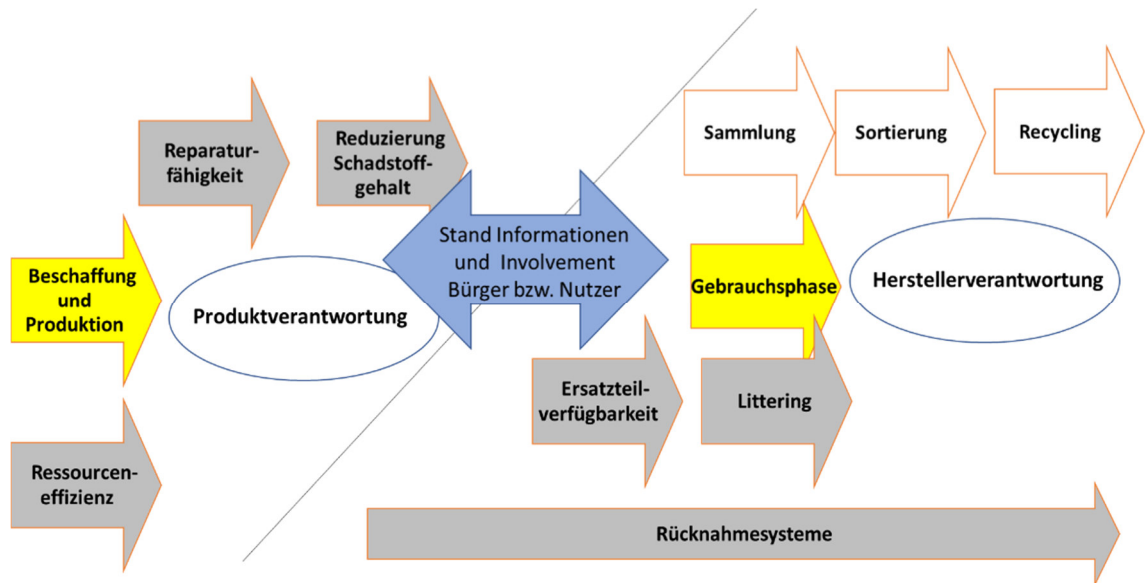 Reparatur-
fähigkeit
Reduzierung
Schadstoff-
gehalt
Sammlung
Sortierung
Recycling
Beschaffung
und
Produktion
Produktverantwortung
Stand Informationen
und Involvement
Bürger bzw. Nutzer
Gebrauchsphase
Herstellerverantwortung
Ersatzteil-
verfügbarkeit
Littering
Ressourcen-
effizienz
Rücknahmesysteme